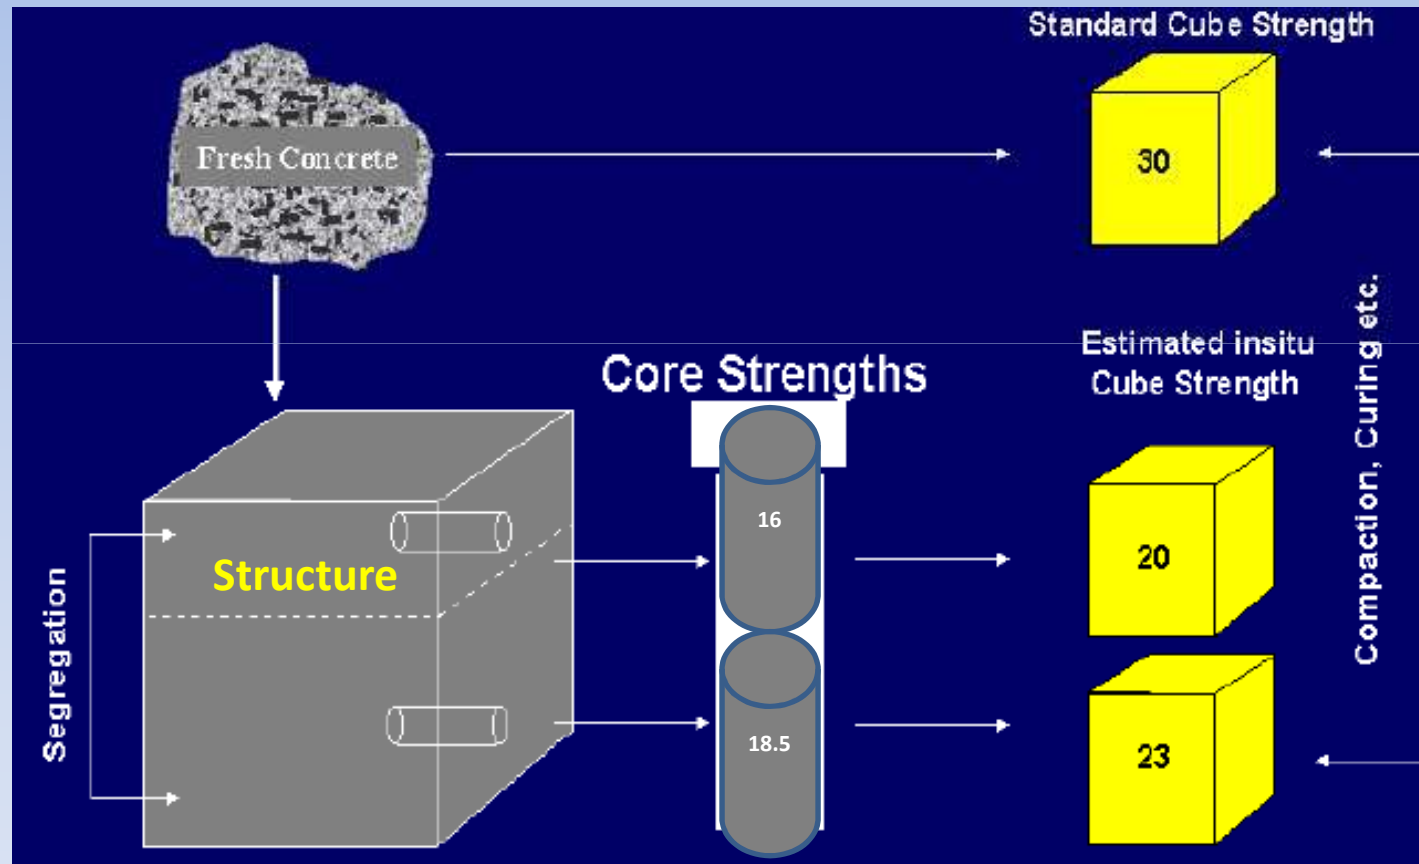 Standard Cube Strength
Fresh Concrete
30
Compaction, Curing etc.
Core Strengths
Estimated insitu
Cube Strength
Segregation
Structure
16
20
18.5
23